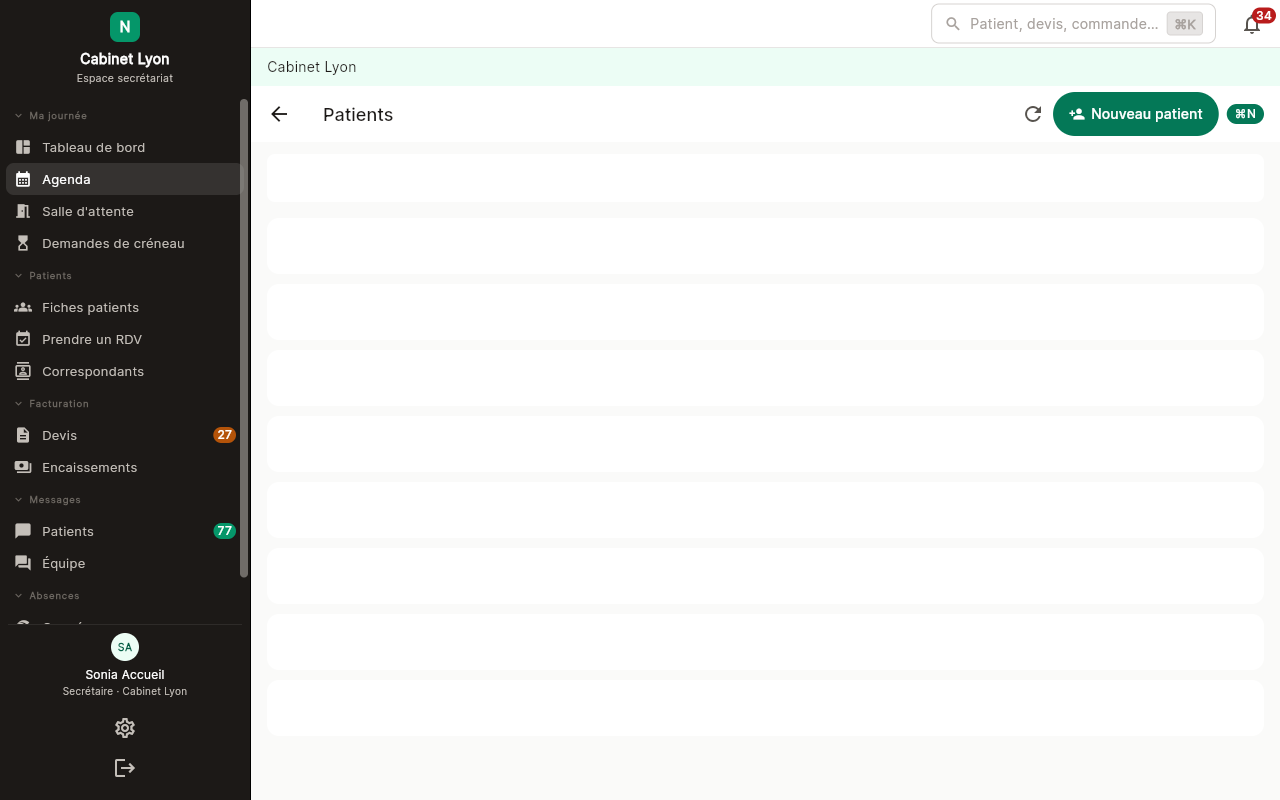 N
Cabinet Lyon
Espace secrétariat
Ma journée
Tableau de bord
Agenda
Salle d'attente
Demandes de créneau
Patients
Fiches patients
Prendre un RDV
Correspondants
Facturation
Devis 27
Encaissements
Messages
Patients 77
Équipe
Absences
SA
Sonia Accueil
Secrétaire · Cabinet Lyon
Patient, devis, commande... ⌘K
34
Cabinet Lyon
Patients
Nouveau patient ⌘N